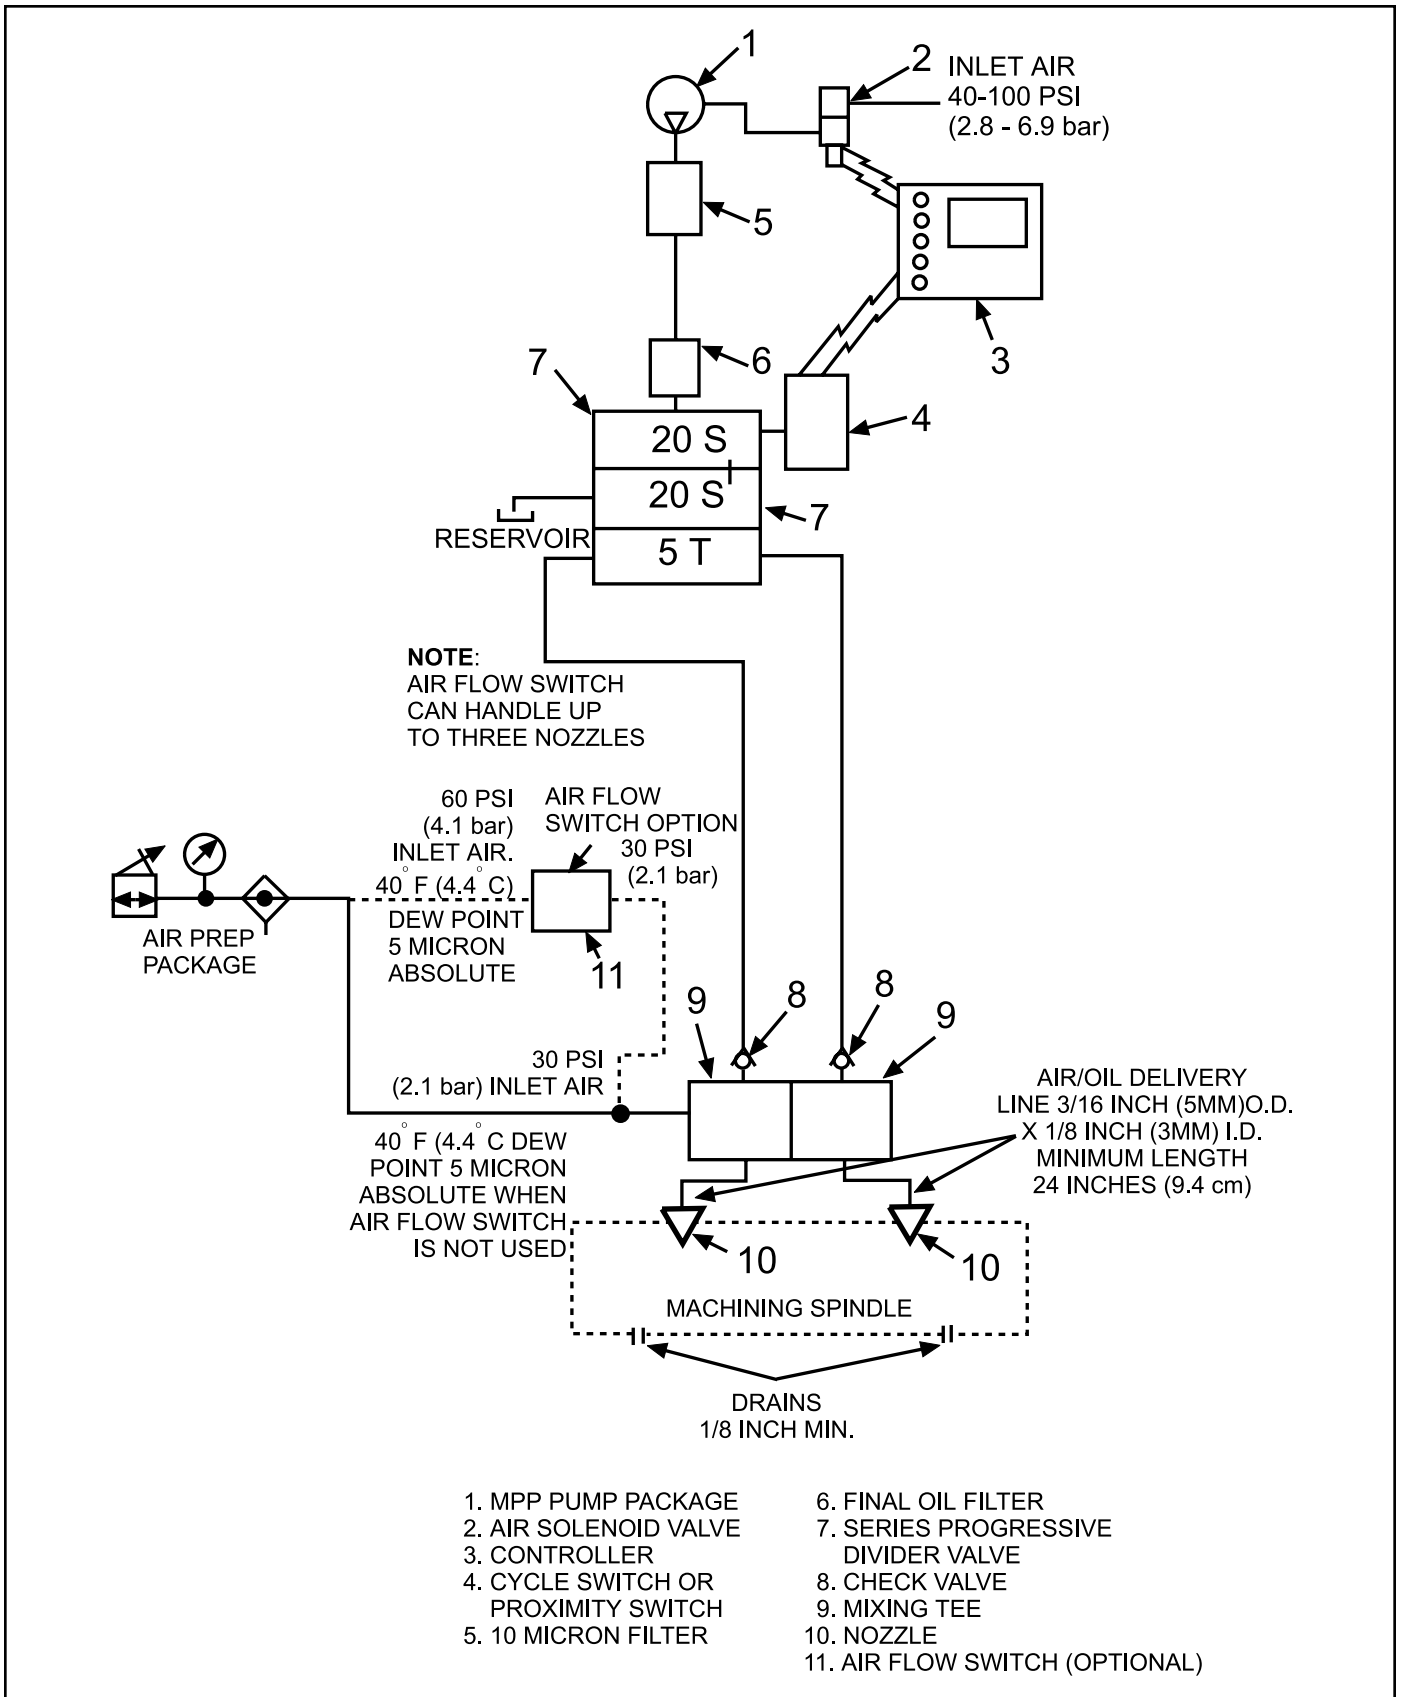 1
2
INLET AIR
40-100 PSI
(2.8 - 6.9 bar)
5
3
6
7
4
20 S
20 S
7
RESERVOIR
5 T
NOTE:
AIR FLOW SWITCH
CAN HANDLE UP
TO THREE NOZZLES
60 PSI
(4.1 bar)
INLET AIR.
40° F (4.4° C)
DEW POINT
5 MICRON
ABSOLUTE
AIR FLOW
SWITCH OPTION
30 PSI
(2.1 bar)
AIR PREP
PACKAGE
11
9
8
8
9
30 PSI
(2.1 bar) INLET AIR
AIR/OIL DELIVERY
LINE 3/16 INCH (5MM)O.D.
X 1/8 INCH (3MM) I.D.
MINIMUM LENGTH
24 INCHES (9.4 cm)
40° F (4.4° C DEW
POINT 5 MICRON
ABSOLUTE WHEN
AIR FLOW SWITCH
IS NOT USED
10
10
MACHINING SPINDLE
DRAINS
1/8 INCH MIN.
1. MPP PUMP PACKAGE
2. AIR SOLENOID VALVE
3. CONTROLLER
4. CYCLE SWITCH OR
PROXIMITY SWITCH
5. 10 MICRON FILTER
6. FINAL OIL FILTER
7. SERIES PROGRESSIVE
DIVIDER VALVE
8. CHECK VALVE
9. MIXING TEE
10. NOZZLE
11. AIR FLOW SWITCH (OPTIONAL)